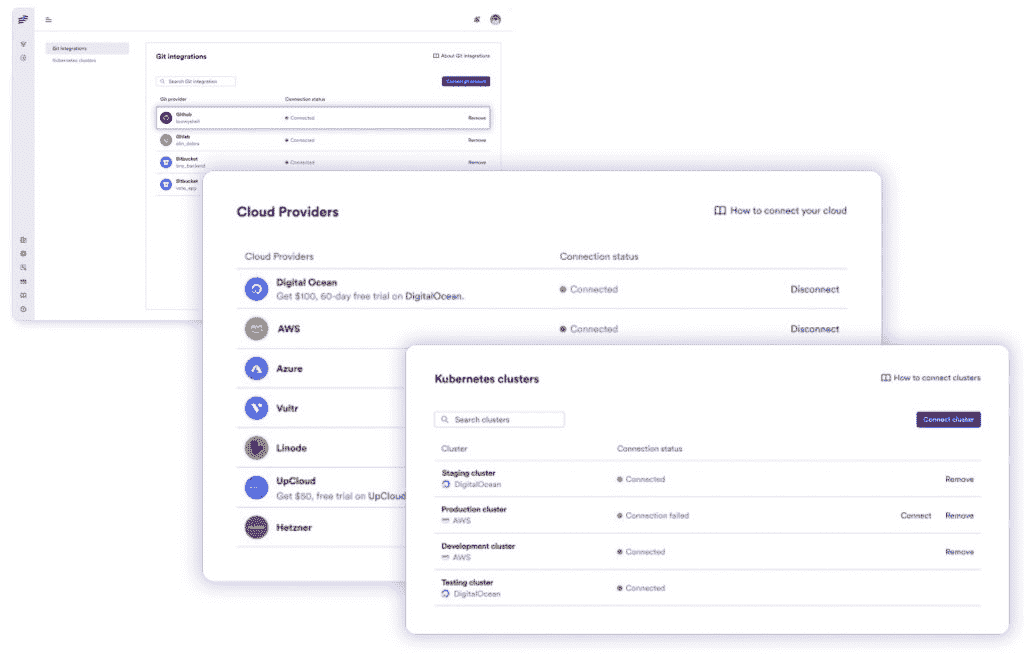 Git integrations
Kubernetes clusters
Git integrations
About Git integrations
Search Git integration
Connect git account
Git provider Connection status
Github
bunnyshell
Connected Remove
Gitlab
Connected Remove
Bitbucket
bny_backend
Connected Remove
Bitbucket
vote_app
Cloud Providers
How to connect your cloud
Cloud Providers Connection status
Digital Ocean
Get $100, 60-day free trial on DigitalOcean.
Connected Disconnect
AWS
Connected Disconnect
Azure
Vultr
Linode
UpCloud
Get $50, free trial on UpCloud
Hetzner
Kubernetes clusters
How to connect clusters
Search clusters
Connect cluster
Cluster Connection status
Staging cluster
DigitalOcean
Connected Remove
Production cluster
AWS
Connection failed Connect Remove
Development cluster
AWS
Connected Remove
Testing cluster
DigitalOcean
Connected